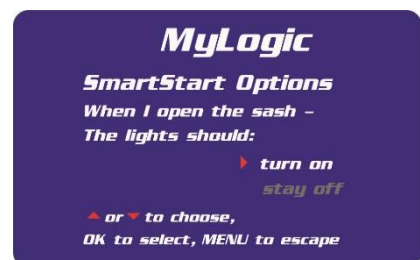 MyLogic
SmartStart Options
When I open the sash –
The lights should:
turn on
stay off
or to choose,
OK to select, MENU to escape